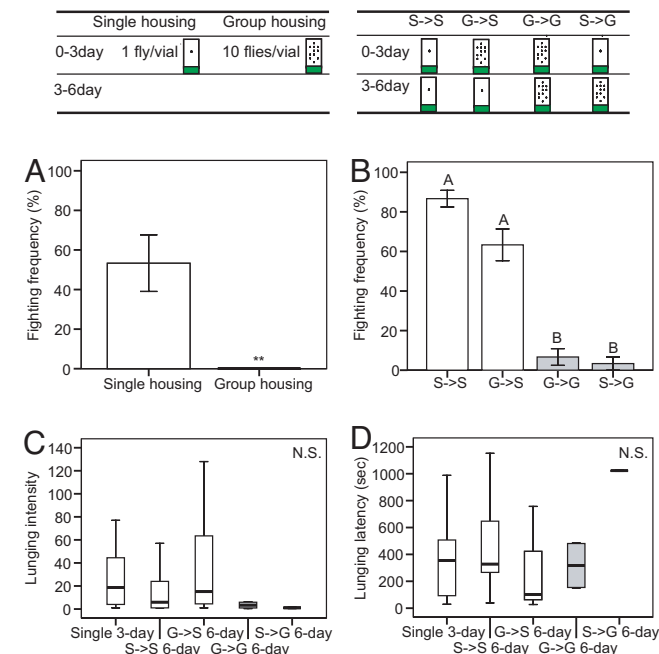 Single housing Group housing
0-3day 1 fly/vial 10 flies/vial
3-6day
S->S G->S G->G S->G
0-3day
3-6day
A
Fighting frequency (%)
100
80
60
40
20
0
**
Single housing Group housing
B
Fighting frequency (%)
100
80
60
40
20
0
A
A
B
B
S->S G->S G->G S->G
C
Lunging intensity
140
120
100
80
60
40
20
0
N.S.
Single 3-day G->S 6-day S->G 6-day
S->S 6-day G->G 6-day
D
Lunging latency (sec)
1200
1000
800
600
400
200
0
N.S.
Single 3-day G->S 6-day S->G 6-day
S->S 6-day G->G 6-day